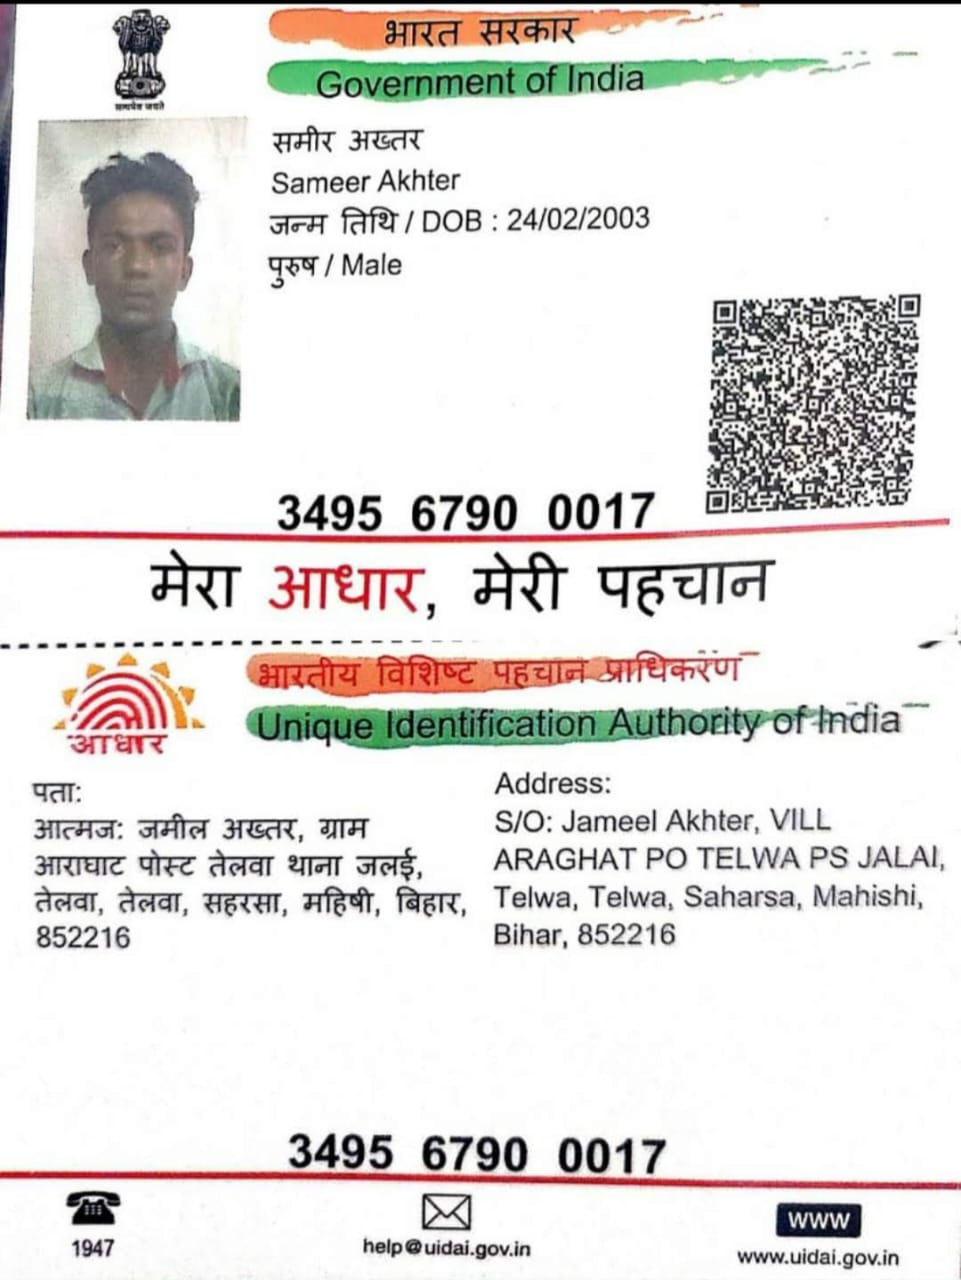 सत्यमेव जयते
भारत सरकार
Government of India
समीर अख्तर
Sameer Akhter
जन्म तिथि / DOB : 24/02/2003
पुरुष / Male
3495 6790 0017
मेरा आधार, मेरी पहचान
भारतीय विशिष्ट पहचान प्राधिकरण
Unique Identification Authority of India
आधार
पता:
आत्मज: जमील अख्तर, ग्राम
आराघाट पोस्ट तेलवा थाना जलई,
तेलवा, तेलवा, सहरसा, महिषी, बिहार,
852216
Address:
S/O: Jameel Akhter, VILL
ARAGHAT PO TELWA PS JALAI,
Telwa, Telwa, Saharsa, Mahishi,
Bihar, 852216
3495 6790 0017
1947
help@uidai.gov.in
www
www.uidai.gov.in